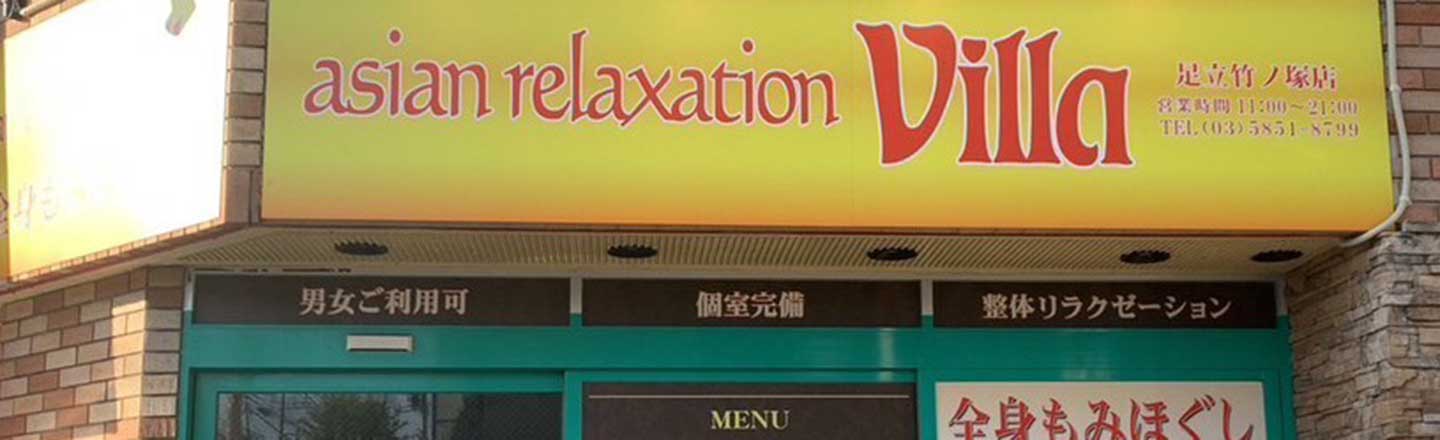 asian relaxation Villa
足立竹ノ塚店
営業時間 11:00～21:00
TEL (03) 5851-8799
男女ご利用可
個室完備
整体リラクゼーション
MENU
全身もみほぐし